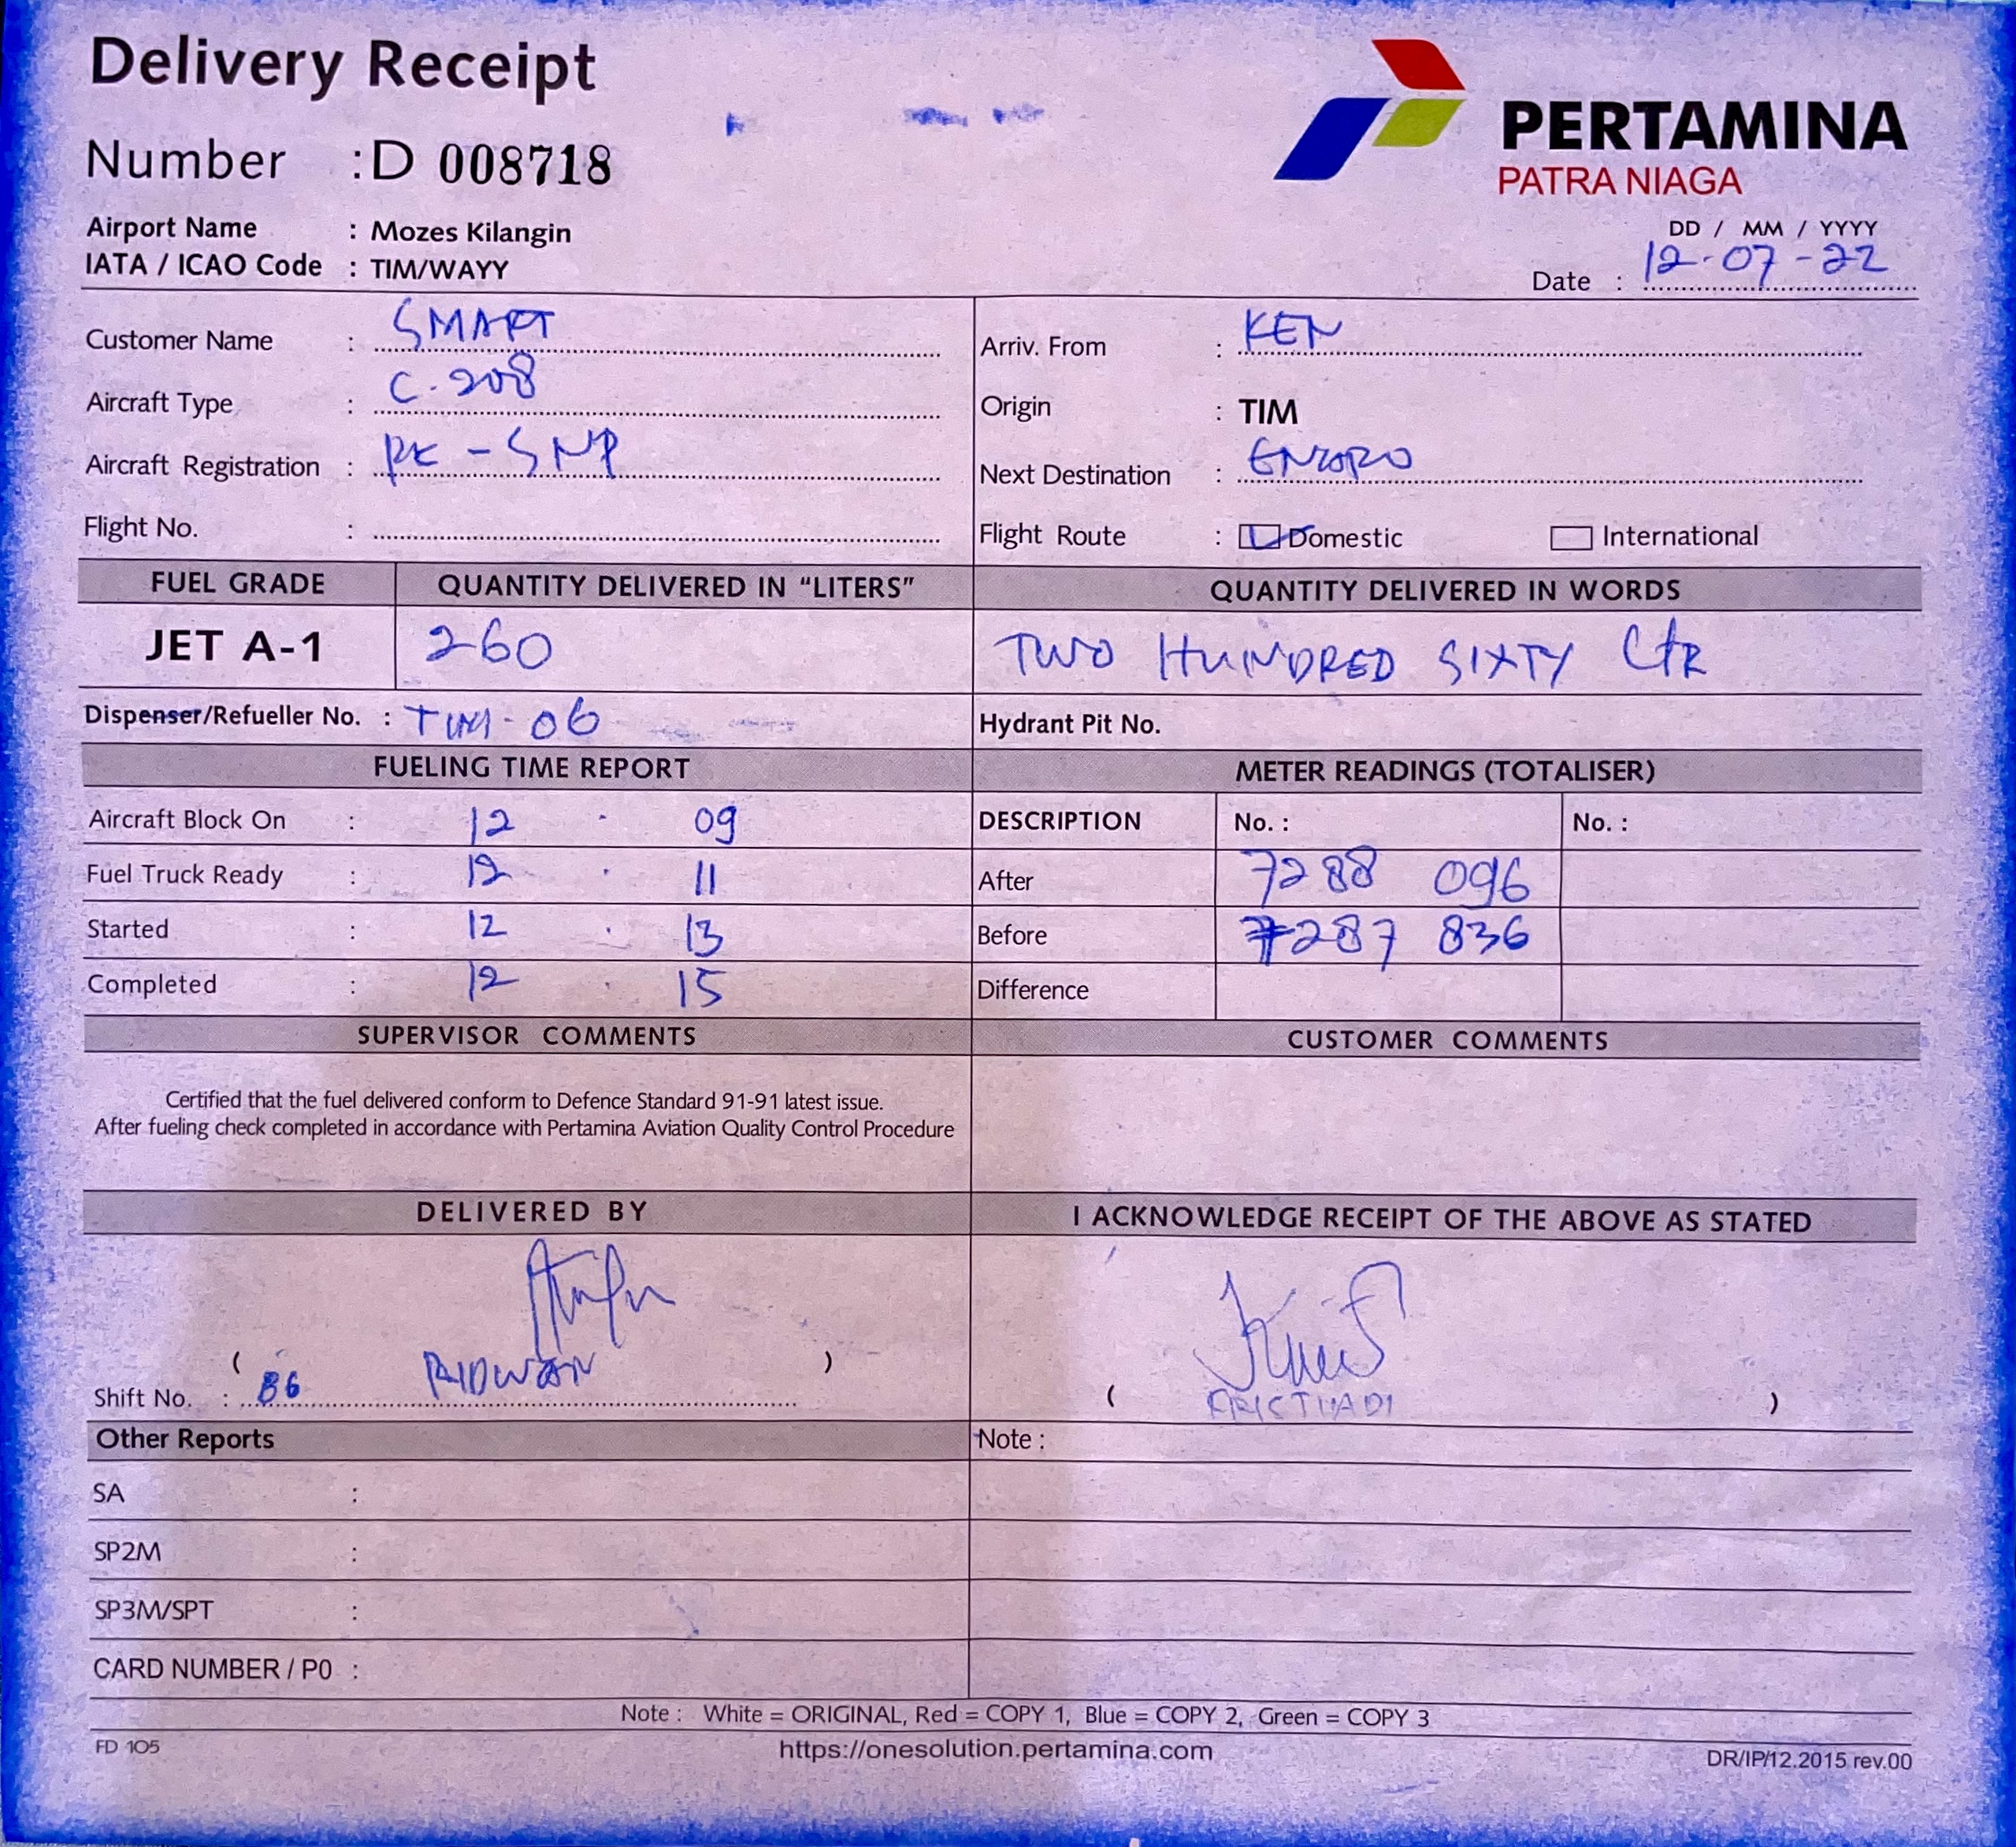 Delivery Receipt
PERTAMINA
PATRA NIAGA
Number : D 008718
Airport Name : Mozes Kilangin
IATA / ICAO Code : TIM/WAYY
DD / MM / YYYY
Date : 12-07-22
Customer Name : SMART
Arriv. From : KEN
Aircraft Type : C.208
Origin : TIM
Aircraft Registration : PK - SNP
Next Destination :
Flight No. :
Flight Route : Domestic International
FUEL GRADE QUANTITY DELIVERED IN "LITERS" QUANTITY DELIVERED IN WORDS
JET A-1 260 TWO HUNDRED SIXTY LTR
Dispenser/Refueller No. : TIM-06 Hydrant Pit No.
FUELING TIME REPORT METER READINGS (TOTALISER)
Aircraft Block On : 12 . 09 DESCRIPTION No. : No. :
Fuel Truck Ready : 12 . 11 After 7288 096
Started : 12 . 13 Before 7287 836
Completed : 12 . 15 Difference
SUPERVISOR COMMENTS CUSTOMER COMMENTS
Certified that the fuel delivered conform to Defence Standard 91-91 latest issue.
After fueling check completed in accordance with Pertamina Aviation Quality Control Procedure
DELIVERED BY I ACKNOWLEDGE RECEIPT OF THE ABOVE AS STATED
( RIDWAN )
Shift No. : B6
( )
Other Reports Note :
SA :
SP2M :
SP3M/SPT :
CARD NUMBER / P0 :
Note : White = ORIGINAL, Red = COPY 1, Blue = COPY 2, Green = COPY 3
FD 105 https://onesolution.pertamina.com DR/IP/12.2015 rev.00